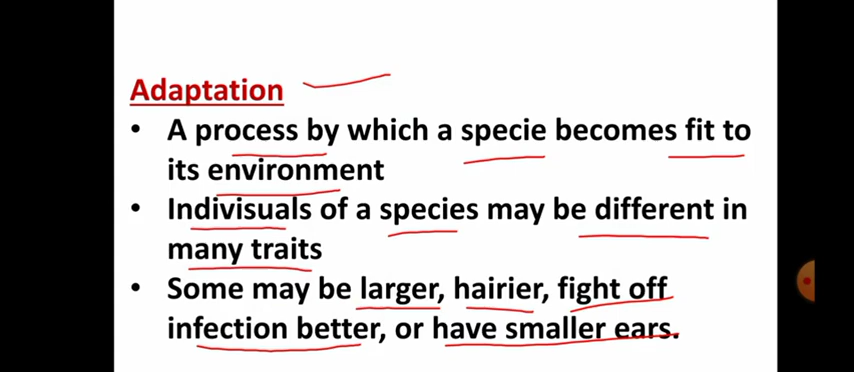 Adaptation
• A process by which a specie becomes fit to
its environment
• Indivisuals of a species may be different in
many traits
• Some may be larger, hairier, fight off
infection better, or have smaller ears.